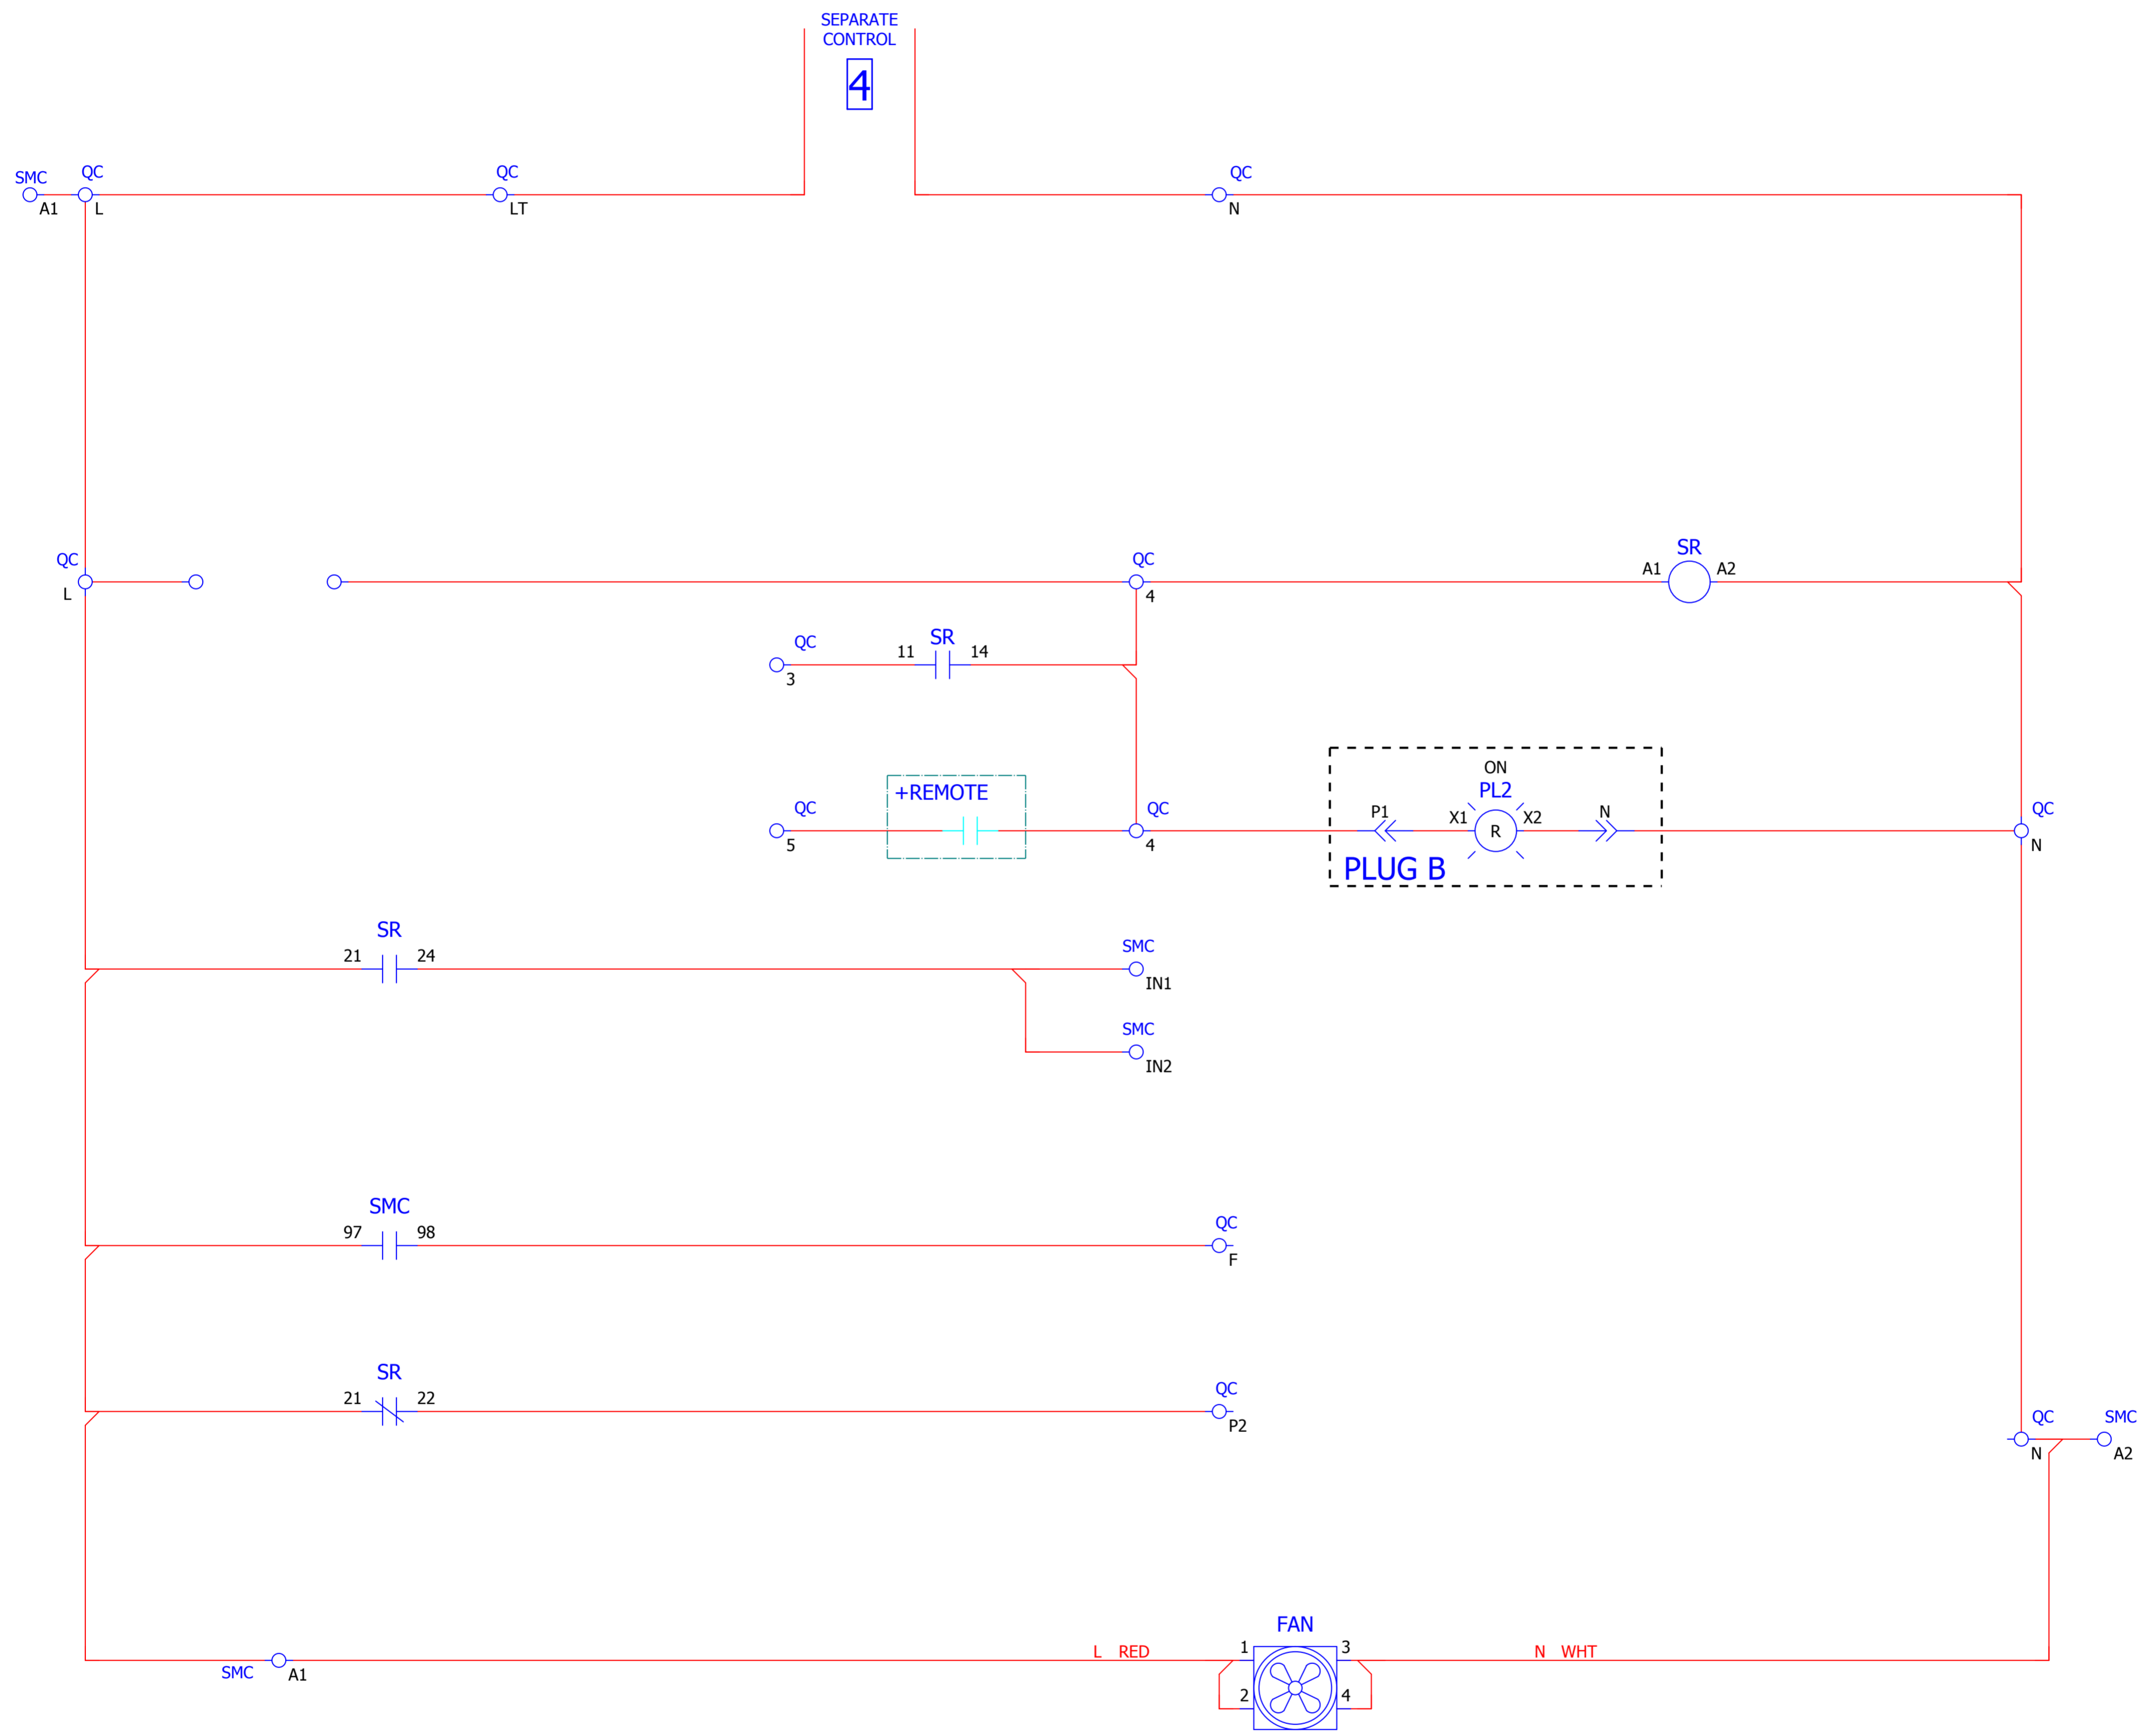 SEPARATE
CONTROL
4
SMC
A1
QC
L
QC
LT
QC
N
QC
L
QC
4
SR
A1 A2
QC
3
SR
11 14
QC
5
+REMOTE
QC
4
ON
PL2
P1 X1 R X2 N
PLUG B
QC
N
SR
21 24
SMC
IN1
SMC
IN2
SMC
97 98
QC
F
SR
21 22
QC
P2
QC
N
SMC
A2
SMC
A1
L RED
FAN
1 3
2 4
N WHT